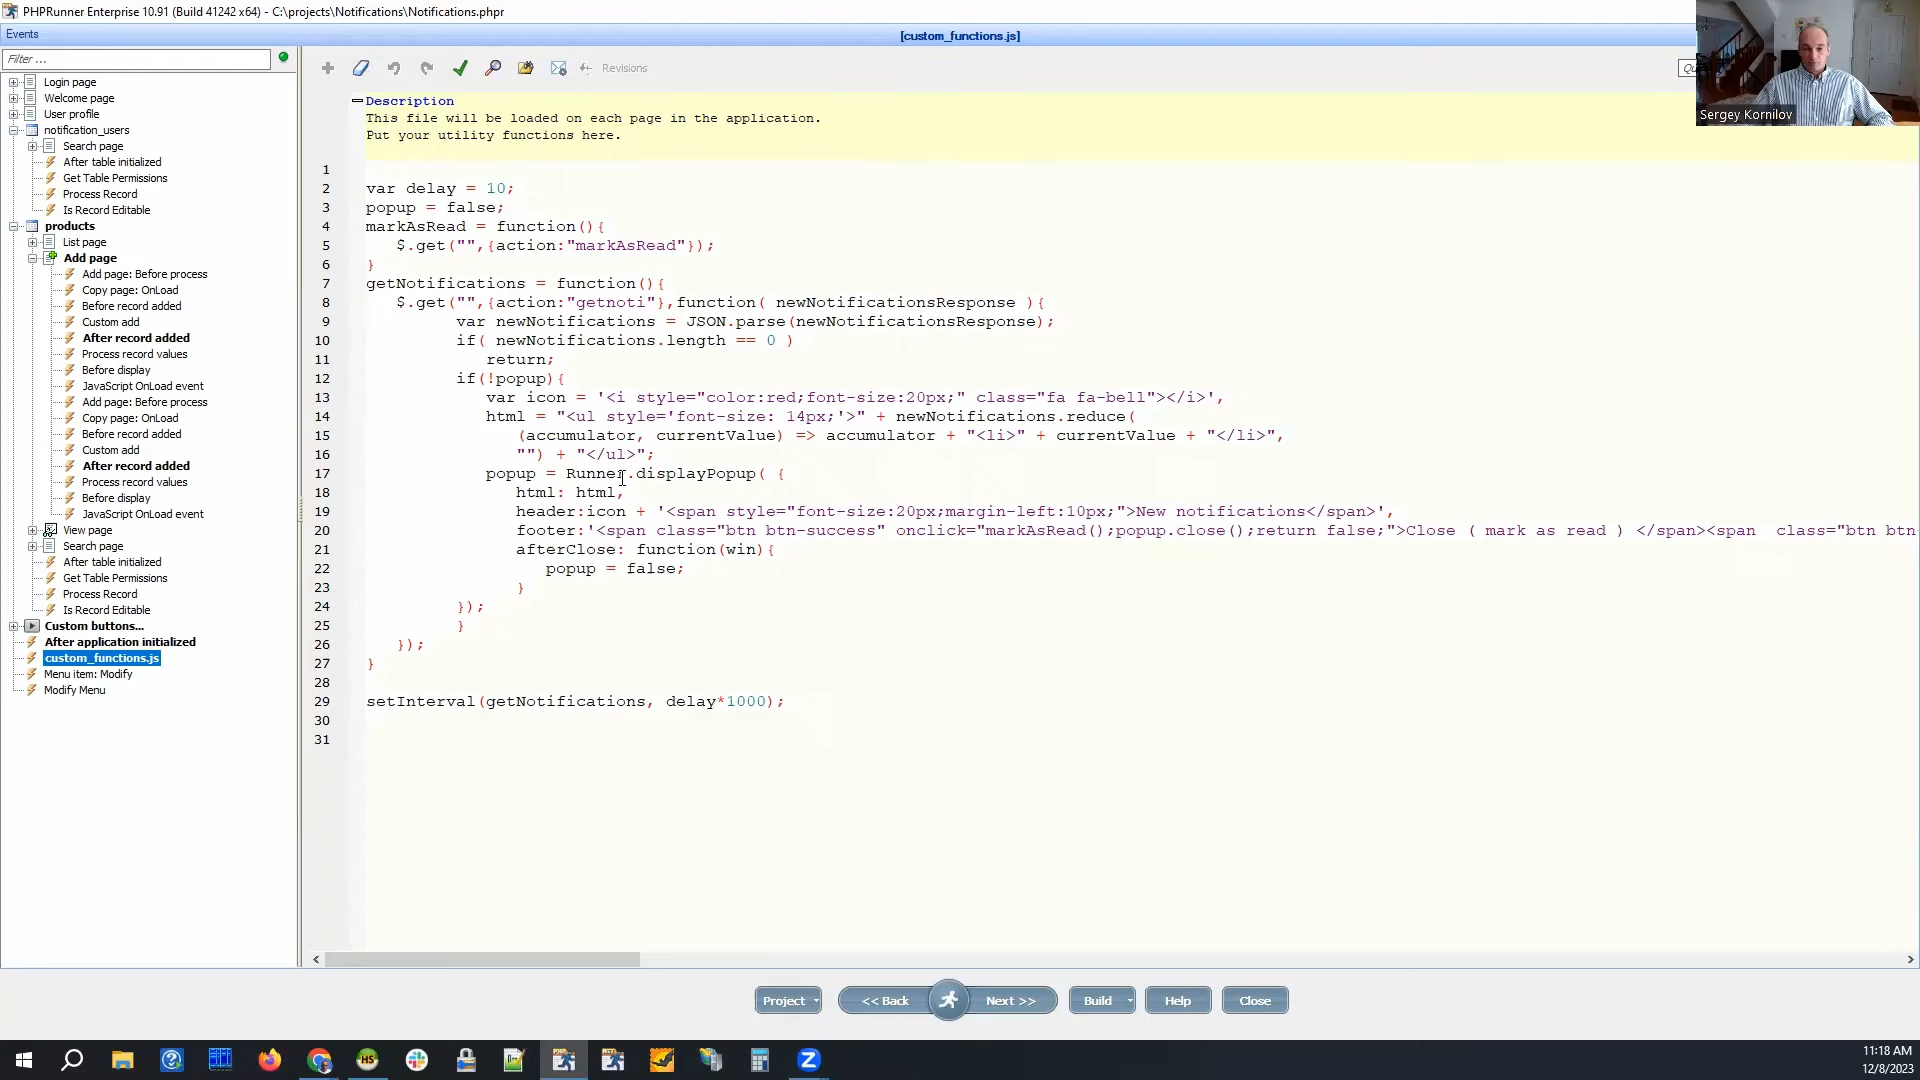 PHPRunner Enterprise 10.91 (Build 41242 x64) - C:\projects\Notifications\Notifications.phpr
Events
[custom_functions.js]
Filter ...
Revisions
Sergey Kornilov
Login page
Welcome page
User profile
notification_users
Search page
After table initialized
Get Table Permissions
Process Record
Is Record Editable
products
List page
Add page
Add page: Before process
Copy page: OnLoad
Before record added
Custom add
After record added
Process record values
Before display
JavaScript OnLoad event
Add page: Before process
Copy page: OnLoad
Before record added
Custom add
After record added
Process record values
Before display
JavaScript OnLoad event
View page
Search page
After table initialized
Get Table Permissions
Process Record
Is Record Editable
Custom buttons...
After application initialized
custom_functions.js
Menu item: Modify
Modify Menu
Description
This file will be loaded on each page in the application.
Put your utility functions here.
1
2 var delay = 10;
3 popup = false;
4 markAsRead = function(){
5 $.get("",{action:"markAsRead"});
6 }
7 getNotifications = function(){
8 $.get("",{action:"getnoti"},function( newNotificationsResponse ){
9 var newNotifications = JSON.parse(newNotificationsResponse);
10 if( newNotifications.length == 0 )
11 return;
12 if(!popup){
13 var icon = '<i style="color:red;font-size:20px;" class="fa fa-bell"></i>',
14 html = "<ul style='font-size: 14px;'>" + newNotifications.reduce(
15 (accumulator, currentValue) => accumulator + "<li>" + currentValue + "</li>",
16 "") + "</ul>";
17 popup = Runner.displayPopup( {
18 html: html,
19 header:icon + '<span style="font-size:20px;margin-left:10px;">New notifications</span>',
20 footer:'<span class="btn btn-success" onclick="markAsRead();popup.close();return false;">Close ( mark as read ) </span><span  class="btn btn
21 afterClose: function(win){
22 popup = false;
23 }
24 });
25 }
26 });
27 }
28
29 setInterval(getNotifications, delay*1000);
30
31
Project
<< Back
Next >>
Build
Help
Close
11:18 AM
12/8/2023